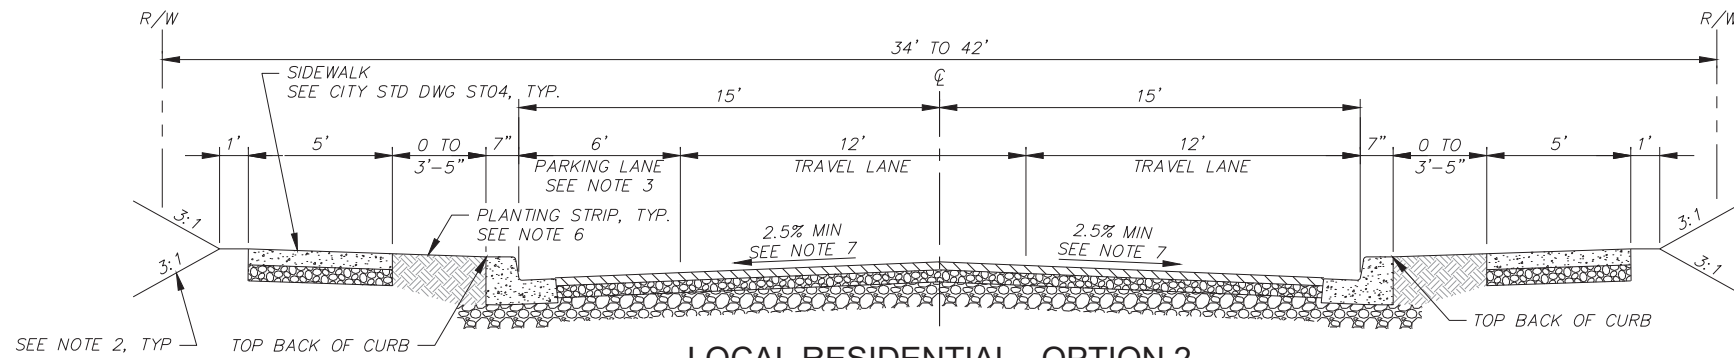 R/W
R/W
34' TO 42'
SIDEWALK
SEE CITY STD DWG ST04, TYP.
℄
15'
15'
1'
5'
0 TO
3'-5"
7"
6'
PARKING LANE
SEE NOTE 3
12'
TRAVEL LANE
12'
TRAVEL LANE
7"
0 TO
3'-5"
5'
1'
3:1
3:1
PLANTING STRIP, TYP.
SEE NOTE 6
2.5% MIN
SEE NOTE 7
2.5% MIN
SEE NOTE 7
3:1
3:1
SEE NOTE 2, TYP
TOP BACK OF CURB
TOP BACK OF CURB
LOCAL RESIDENTIAL - OPTION 2